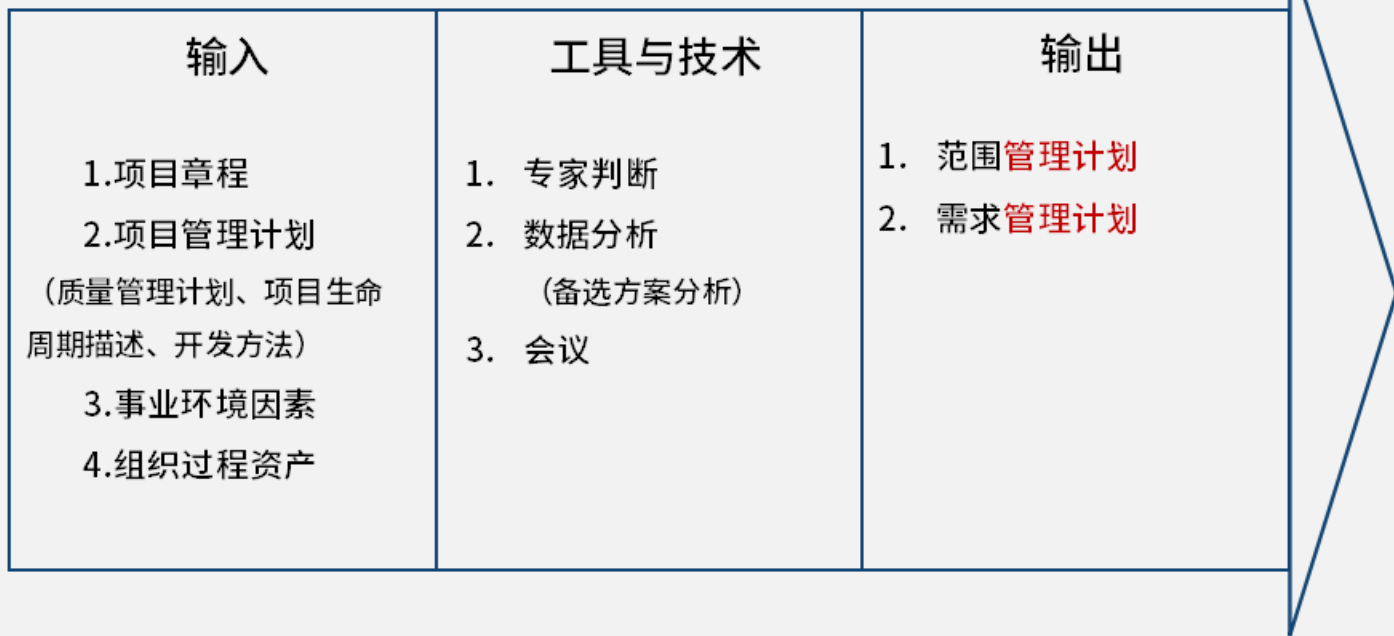 输入
1.项目章程
2.项目管理计划
（质量管理计划、项目生命
周期描述、开发方法）
3.事业环境因素
4.组织过程资产
工具与技术
1. 专家判断
2. 数据分析
（备选方案分析）
3. 会议
输出
1. 范围管理计划
2. 需求管理计划